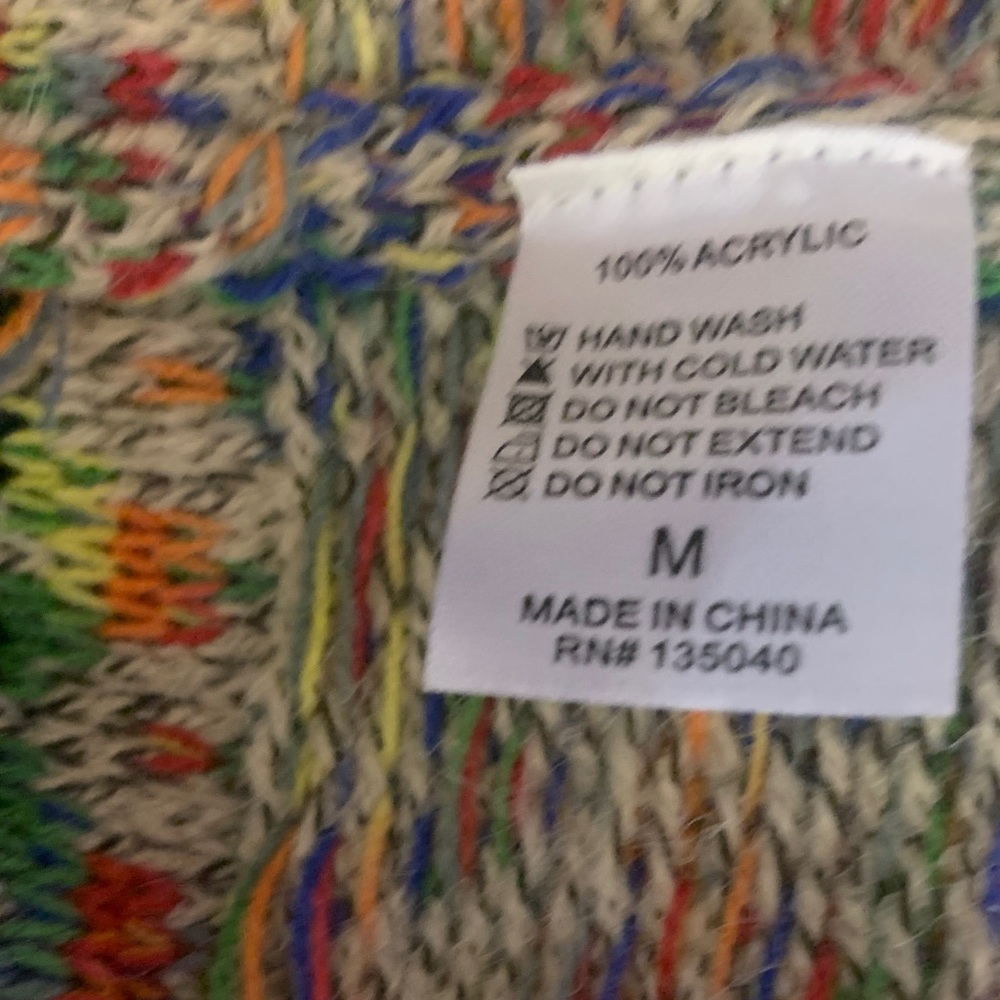 100% ACRYLIC
HAND WASH
WITH COLD WATER
DO NOT BLEACH
DO NOT EXTEND
DO NOT IRON
M
MADE IN CHINA
RN# 135040